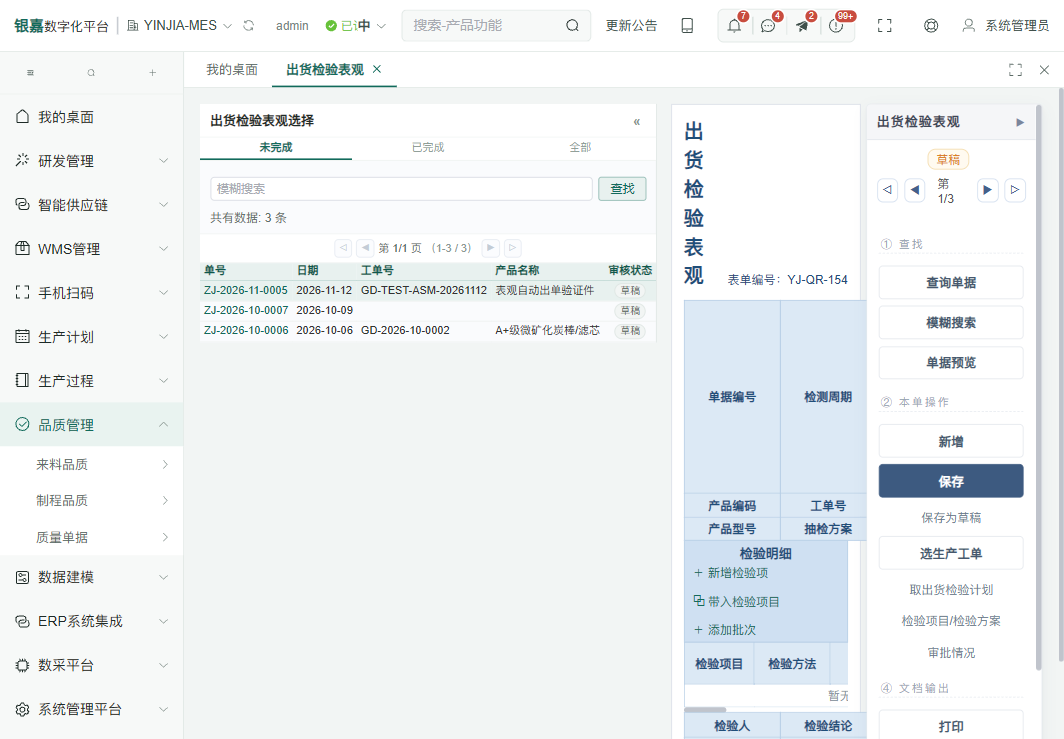 银嘉数字化平台
YINJIA-MES
admin
已订
中
搜索-产品功能
更新公告
7
4
2
99+
系统管理员
我的桌面
出货检验表观
我的桌面
研发管理
智能供应链
WMS管理
手机扫码
生产计划
生产过程
品质管理
来料品质
制程品质
质量单据
数据建模
ERP系统集成
数采平台
系统管理平台
出货检验表观选择
«
未完成 已完成 全部
模糊搜索
查找
共有数据: 3 条
第 1/1 页 (1-3 / 3)
单号 日期 工单号 产品名称 审核状态
ZJ-2026-11-0005 2026-11-12 GD-TEST-ASM-20261112 表观自动出单验证件 草稿
ZJ-2026-10-0007 2026-10-09 草稿
ZJ-2026-10-0006 2026-10-06 GD-2026-10-0002 A+级微矿化炭棒/滤芯 草稿
出
货
检
验
表
观
表单编号: YJ-QR-154
单据编号 检测周期
产品编码 工单号
产品型号 抽检方案
检验明细
+ 新增检验项
带入检验项目
+ 添加批次
检验项目 检验方法
暂无
检验人 检验结论
出货检验表观
草稿
第
1/3
① 查找
查询单据
模糊搜索
单据预览
② 本单操作
新增
保存
保存为草稿
选生产工单
取出货检验计划
检验项目/检验方案
审批情况
④ 文档输出
打印